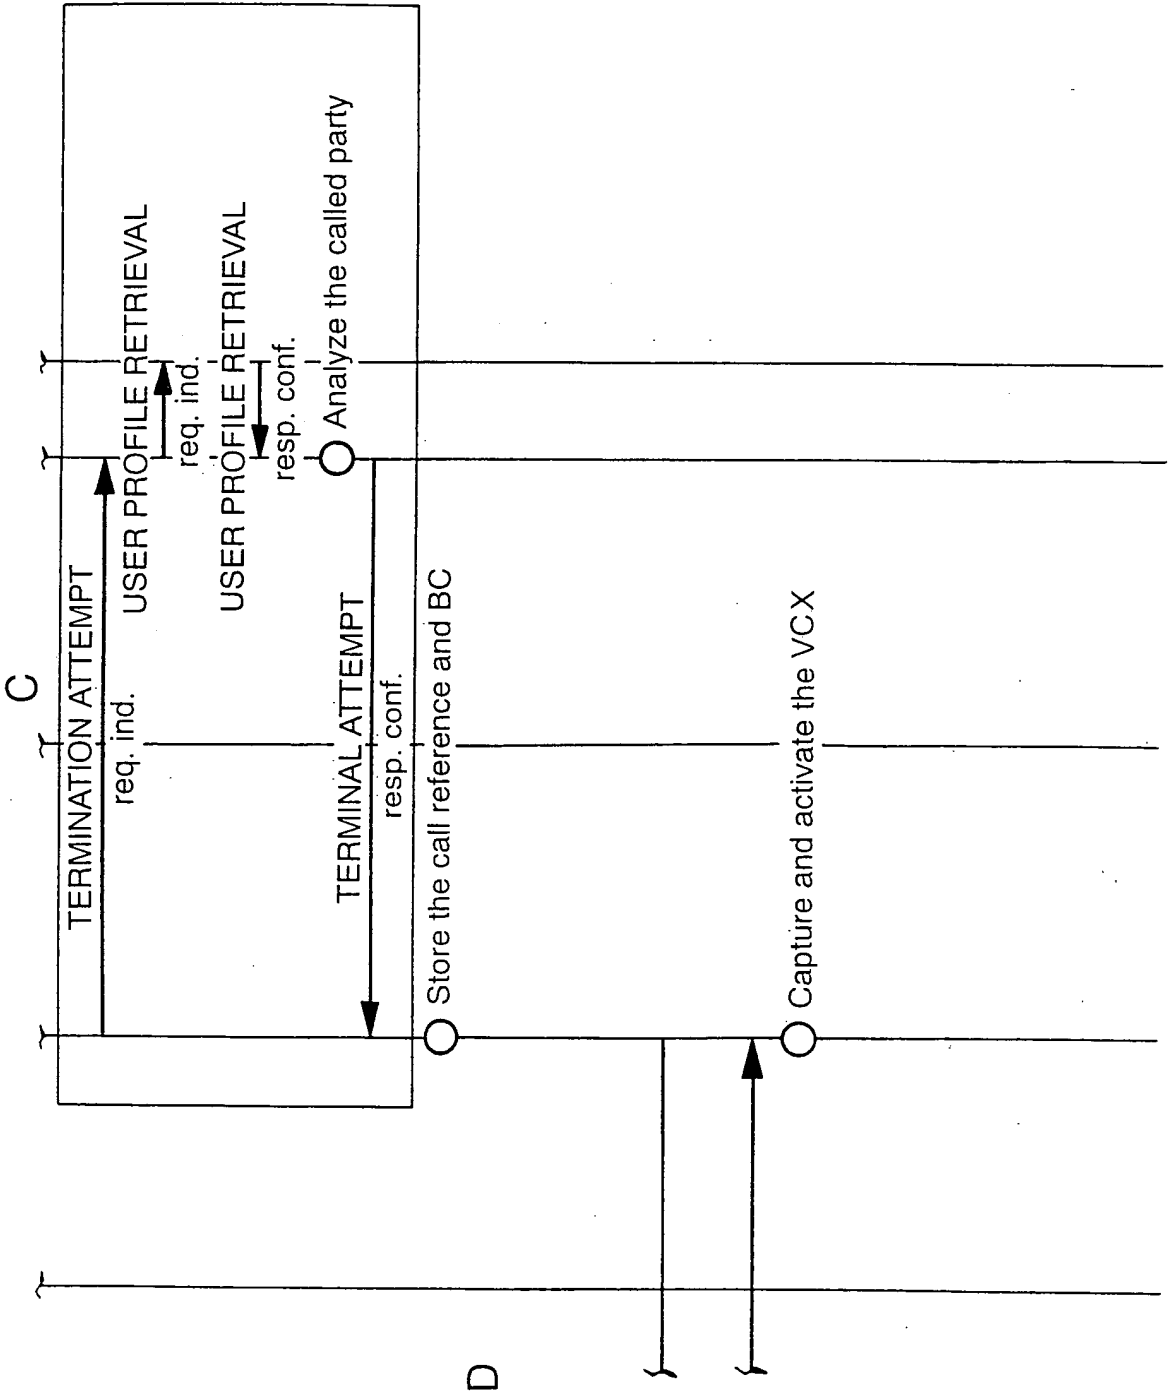 C
TERMINATION ATTEMPT
req. ind.
USER PROFILE RETRIEVAL
req. ind.
USER PROFILE RETRIEVAL
resp. conf.
Analyze the called party
TERMINAL ATTEMPT
resp. conf.
Store the call reference and BC
D
Capture and activate the VCX